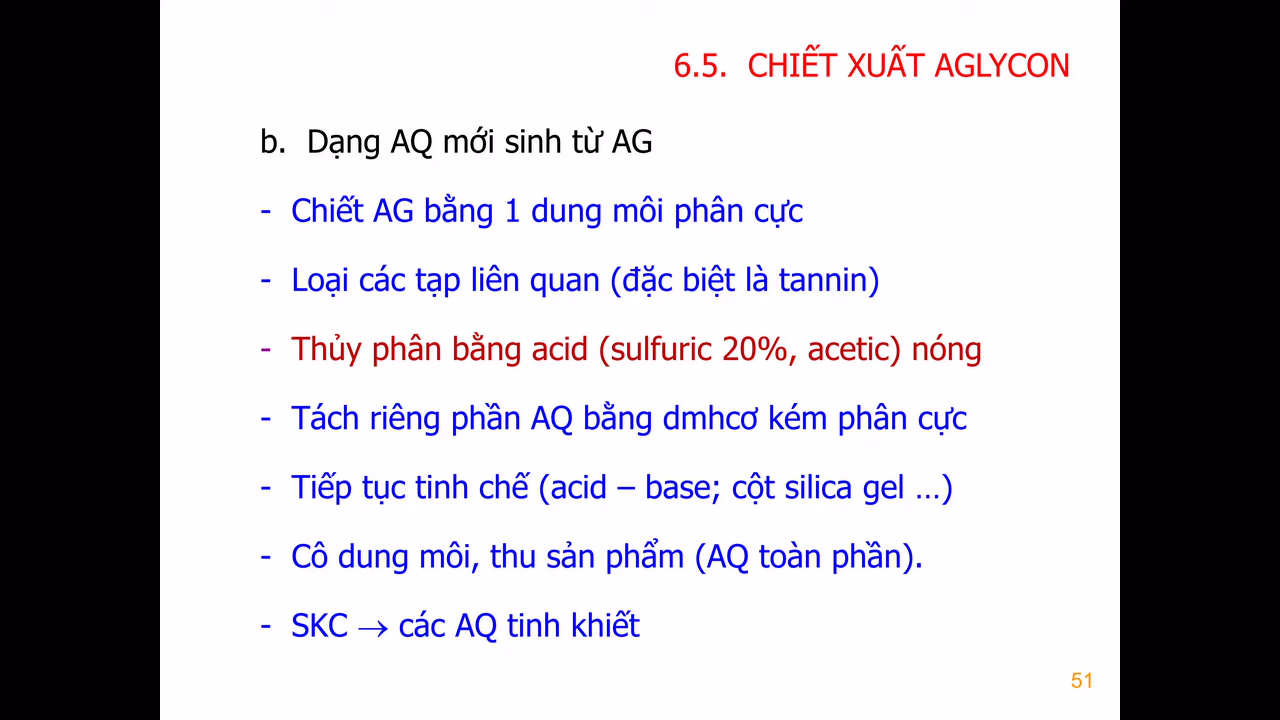 6.5. CHIẾT XUẤT AGLYCON
b. Dạng AQ mới sinh từ AG
- Chiết AG bằng 1 dung môi phân cực
- Loại các tạp liên quan (đặc biệt là tannin)
- Thủy phân bằng acid (sulfuric 20%, acetic) nóng
- Tách riêng phần AQ bằng dmhcơ kém phân cực
- Tiếp tục tinh chế (acid – base; cột silica gel ...)
- Cô dung môi, thu sản phẩm (AQ toàn phần).
- SKC → các AQ tinh khiết
51